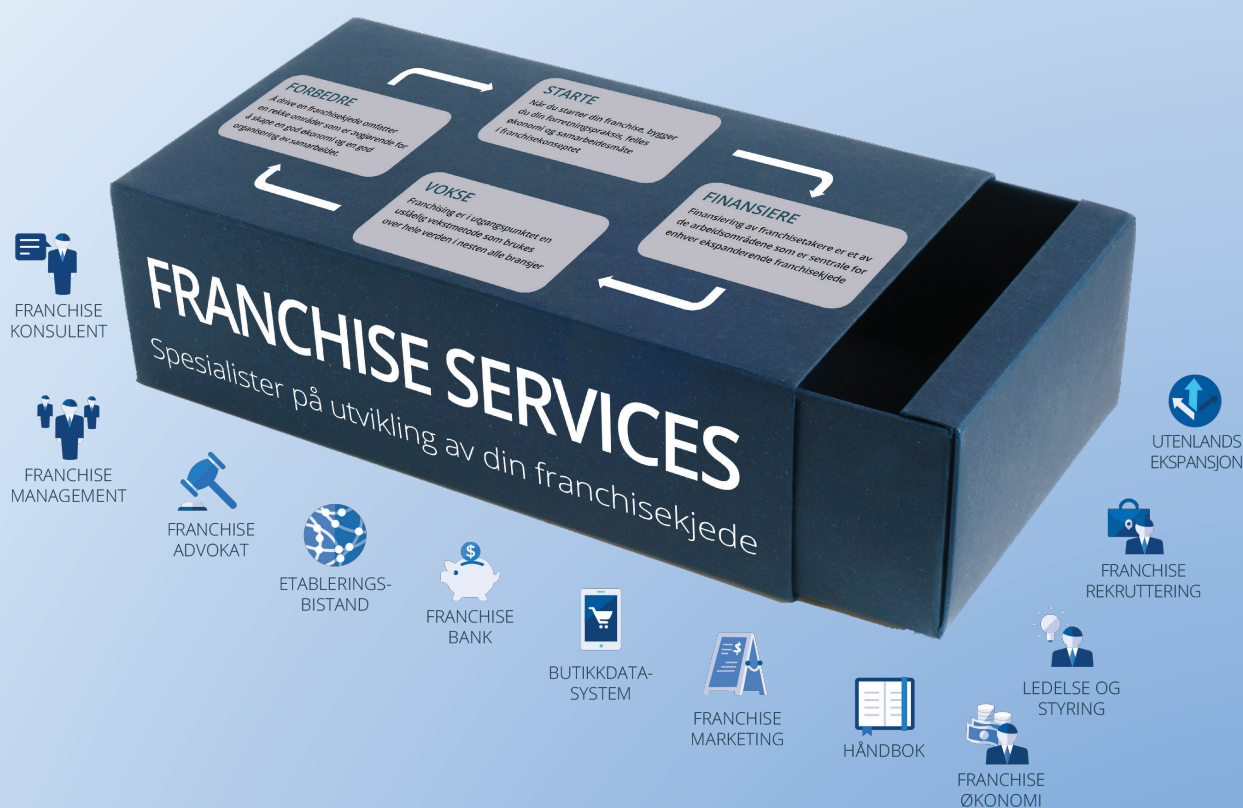 FORBEDRE
Å drive en franchisekjede omfatter
en rekke områder som er avgjørende for
å skape en god økonomi og en god
organisering av samarbeidet.
STARTE
Når du starter din franchise, bygger
du din forretningspraksis, felles
økonomi og samarbeidesmåte
i franchisekonseptet
VOKSE
Franchising er i utgangspunktet en
uslåelig vekstmetode som brukes
over hele verden i nesten alle bransjer
FINANSIERE
Finansiering av franchisetakere er et av
de arbeidsområdene som er sentrale for
enhver ekspanderende franchisekjede
FRANCHISE SERVICES
Spesialister på utvikling av din franchisekjede
FRANCHISE
KONSULENT
FRANCHISE
MANAGEMENT
FRANCHISE
ADVOKAT
ETABLERINGS-
BISTAND
FRANCHISE
BANK
BUTIKKDATA-
SYSTEM
FRANCHISE
MARKETING
HÅNDBOK
FRANCHISE
ØKONOMI
LEDELSE OG
STYRING
FRANCHISE
REKRUTTERING
UTENLANDS
EKSPANSJON